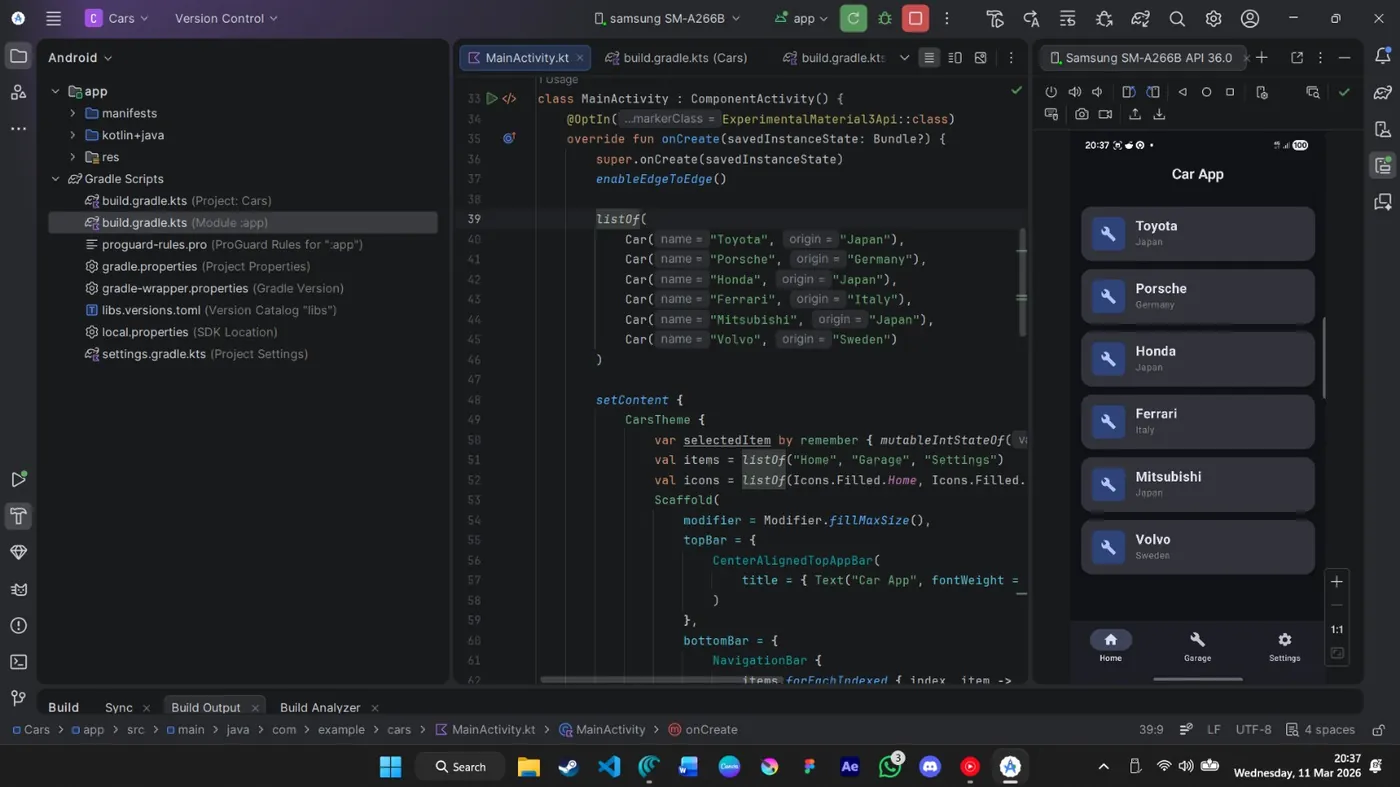 C Cars
Version Control
samsung SM-A266B
app
Android
app
manifests
kotlin+java
res
Gradle Scripts
build.gradle.kts (Project: Cars)
build.gradle.kts (Module :app)
proguard-rules.pro (ProGuard Rules for ":app")
gradle.properties (Project Properties)
gradle-wrapper.properties (Gradle Version)
libs.versions.toml (Version Catalog "libs")
local.properties (SDK Location)
settings.gradle.kts (Project Settings)
MainActivity.kt
build.gradle.kts (Cars)
build.gradle.kts
1 Usage
33 class MainActivity : ComponentActivity() {
34 @OptIn( ...markerClass = ExperimentalMaterial3Api::class)
35 override fun onCreate(savedInstanceState: Bundle?) {
36 super.onCreate(savedInstanceState)
37 enableEdgeToEdge()
38
39 listOf(
40 Car( name = "Toyota", origin = "Japan"),
41 Car( name = "Porsche", origin = "Germany"),
42 Car( name = "Honda", origin = "Japan"),
43 Car( name = "Ferrari", origin = "Italy"),
44 Car( name = "Mitsubishi", origin = "Japan"),
45 Car( name = "Volvo", origin = "Sweden")
46 )
47
48 setContent {
49 CarsTheme {
50 var selectedItem by remember { mutableIntStateOf(
51 val items = listOf("Home", "Garage", "Settings")
52 val icons = listOf(Icons.Filled.Home, Icons.Filled.
53 Scaffold(
54 modifier = Modifier.fillMaxSize(),
55 topBar = {
56 CenterAlignedTopAppBar(
57 title = { Text("Car App", fontWeight =
58 )
59 },
60 bottomBar = {
61 NavigationBar {
62 items.forEachIndexed { index, item ->
Samsung SM-A266B API 36.0
20:37
100
Car App
Toyota
Japan
Porsche
Germany
Honda
Japan
Ferrari
Italy
Mitsubishi
Japan
Volvo
Sweden
Home
Garage
Settings
1:1
Build
Sync
Build Output
Build Analyzer
Cars > app > src > main > java > com > example > cars > MainActivity.kt > MainActivity > onCreate
39:9
LF
UTF-8
4 spaces
Search
W
Canva
Ae
3
20:37
Wednesday, 11 Mar 2026